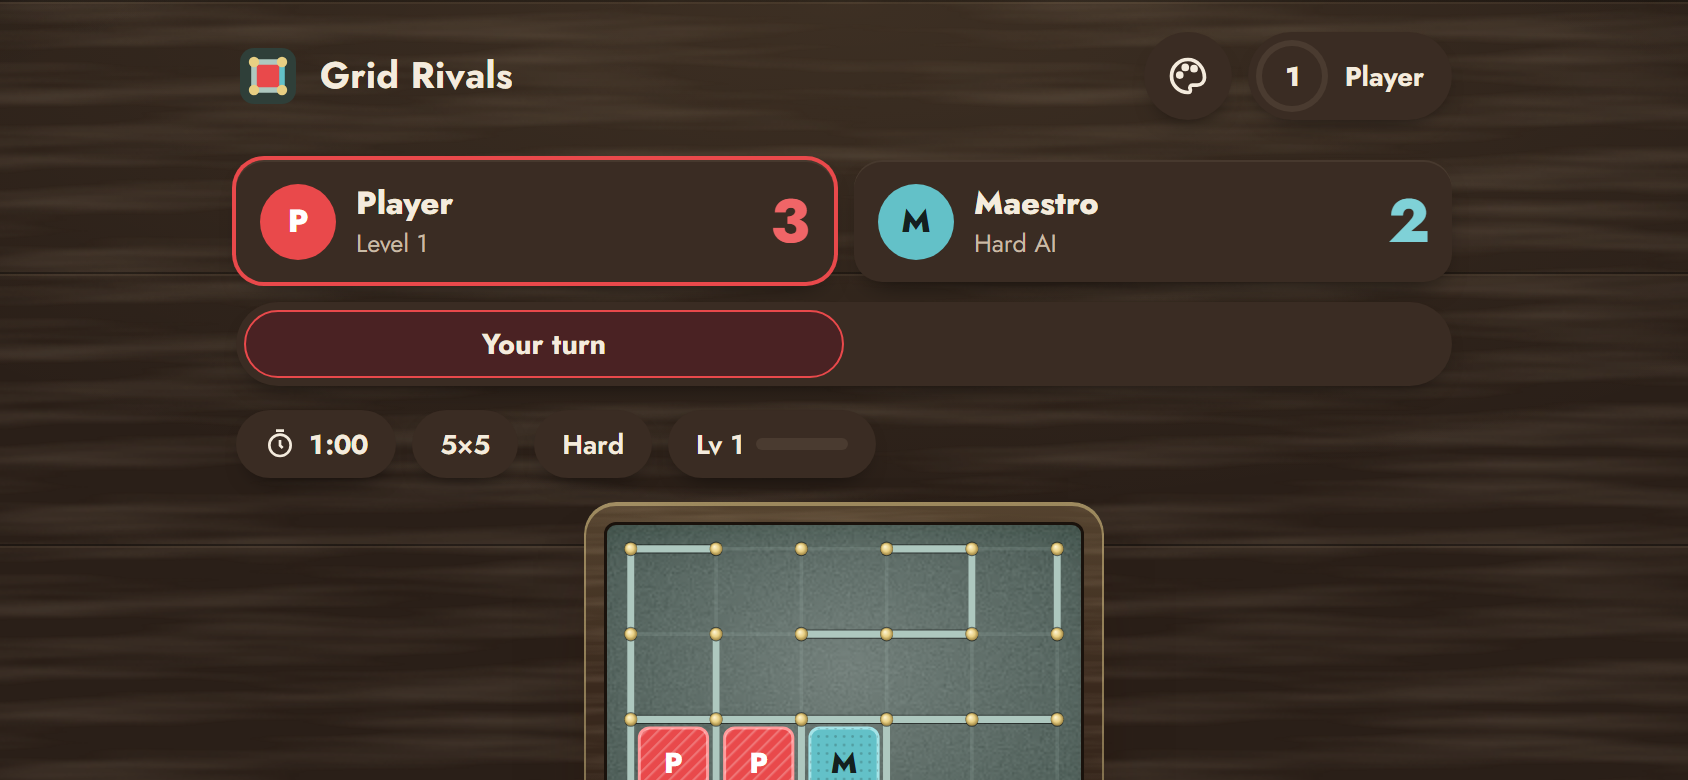 Grid Rivals
1 Player
P Player 3
Level 1
M Maestro 2
Hard AI
Your turn
1:00 5×5 Hard Lv 1
P P M